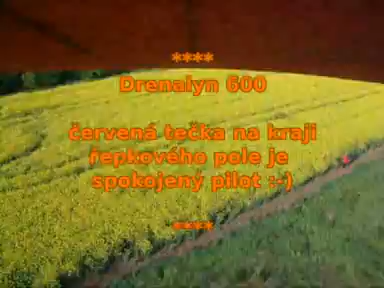 ****
Drenalyn 600
červená tečka na kraji
řepkového pole je
spokojený pilot :-)
****